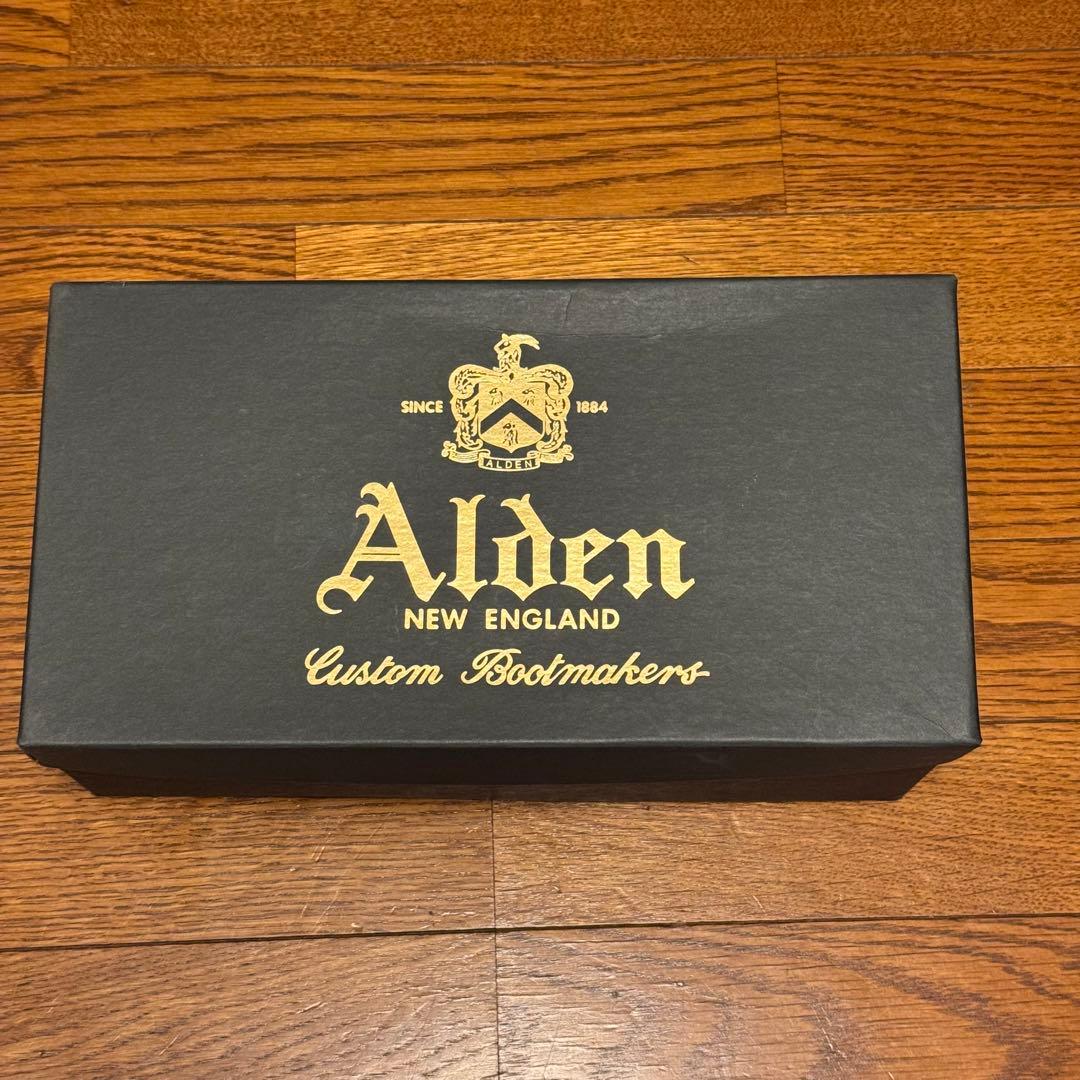 SINCE 1884
ALDEN
Alden
NEW ENGLAND
Custom Bootmakers